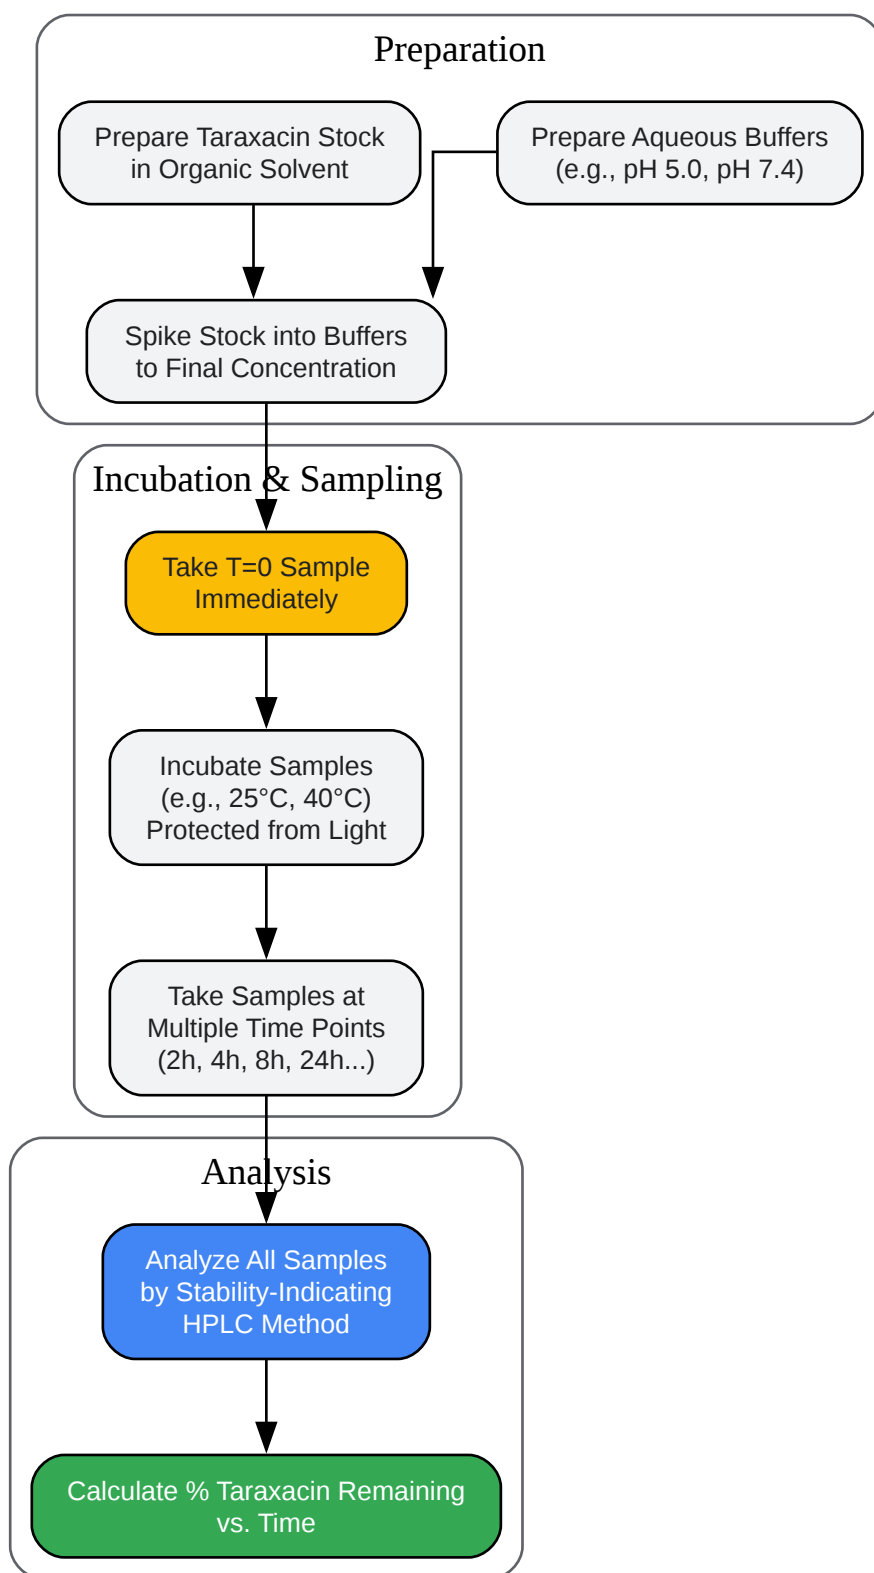 Preparation
Prepare Taraxacin Stock
in Organic Solvent
Prepare Aqueous Buffers
(e.g., pH 5.0, pH 7.4)
Spike Stock into Buffers
to Final Concentration
Incubation & Sampling
Take T=0 Sample
Immediately
Incubate Samples
(e.g., 25°C, 40°C)
Protected from Light
Take Samples at
Multiple Time Points
(2h, 4h, 8h, 24h...)
Analysis
Analyze All Samples
by Stability-Indicating
HPLC Method
Calculate % Taraxacin Remaining
vs. Time